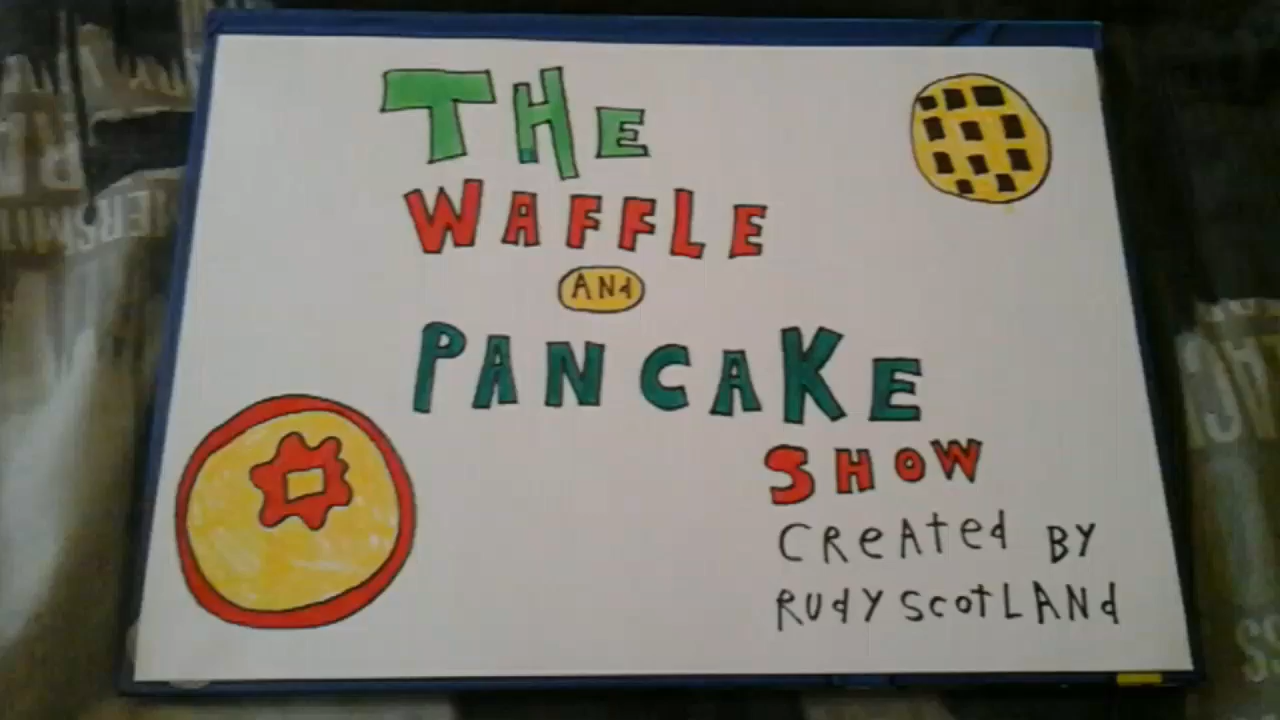 THE
WAFFLE
ANd
PANCAKE
SHOW
CReAted BY
RUdY ScotLANd